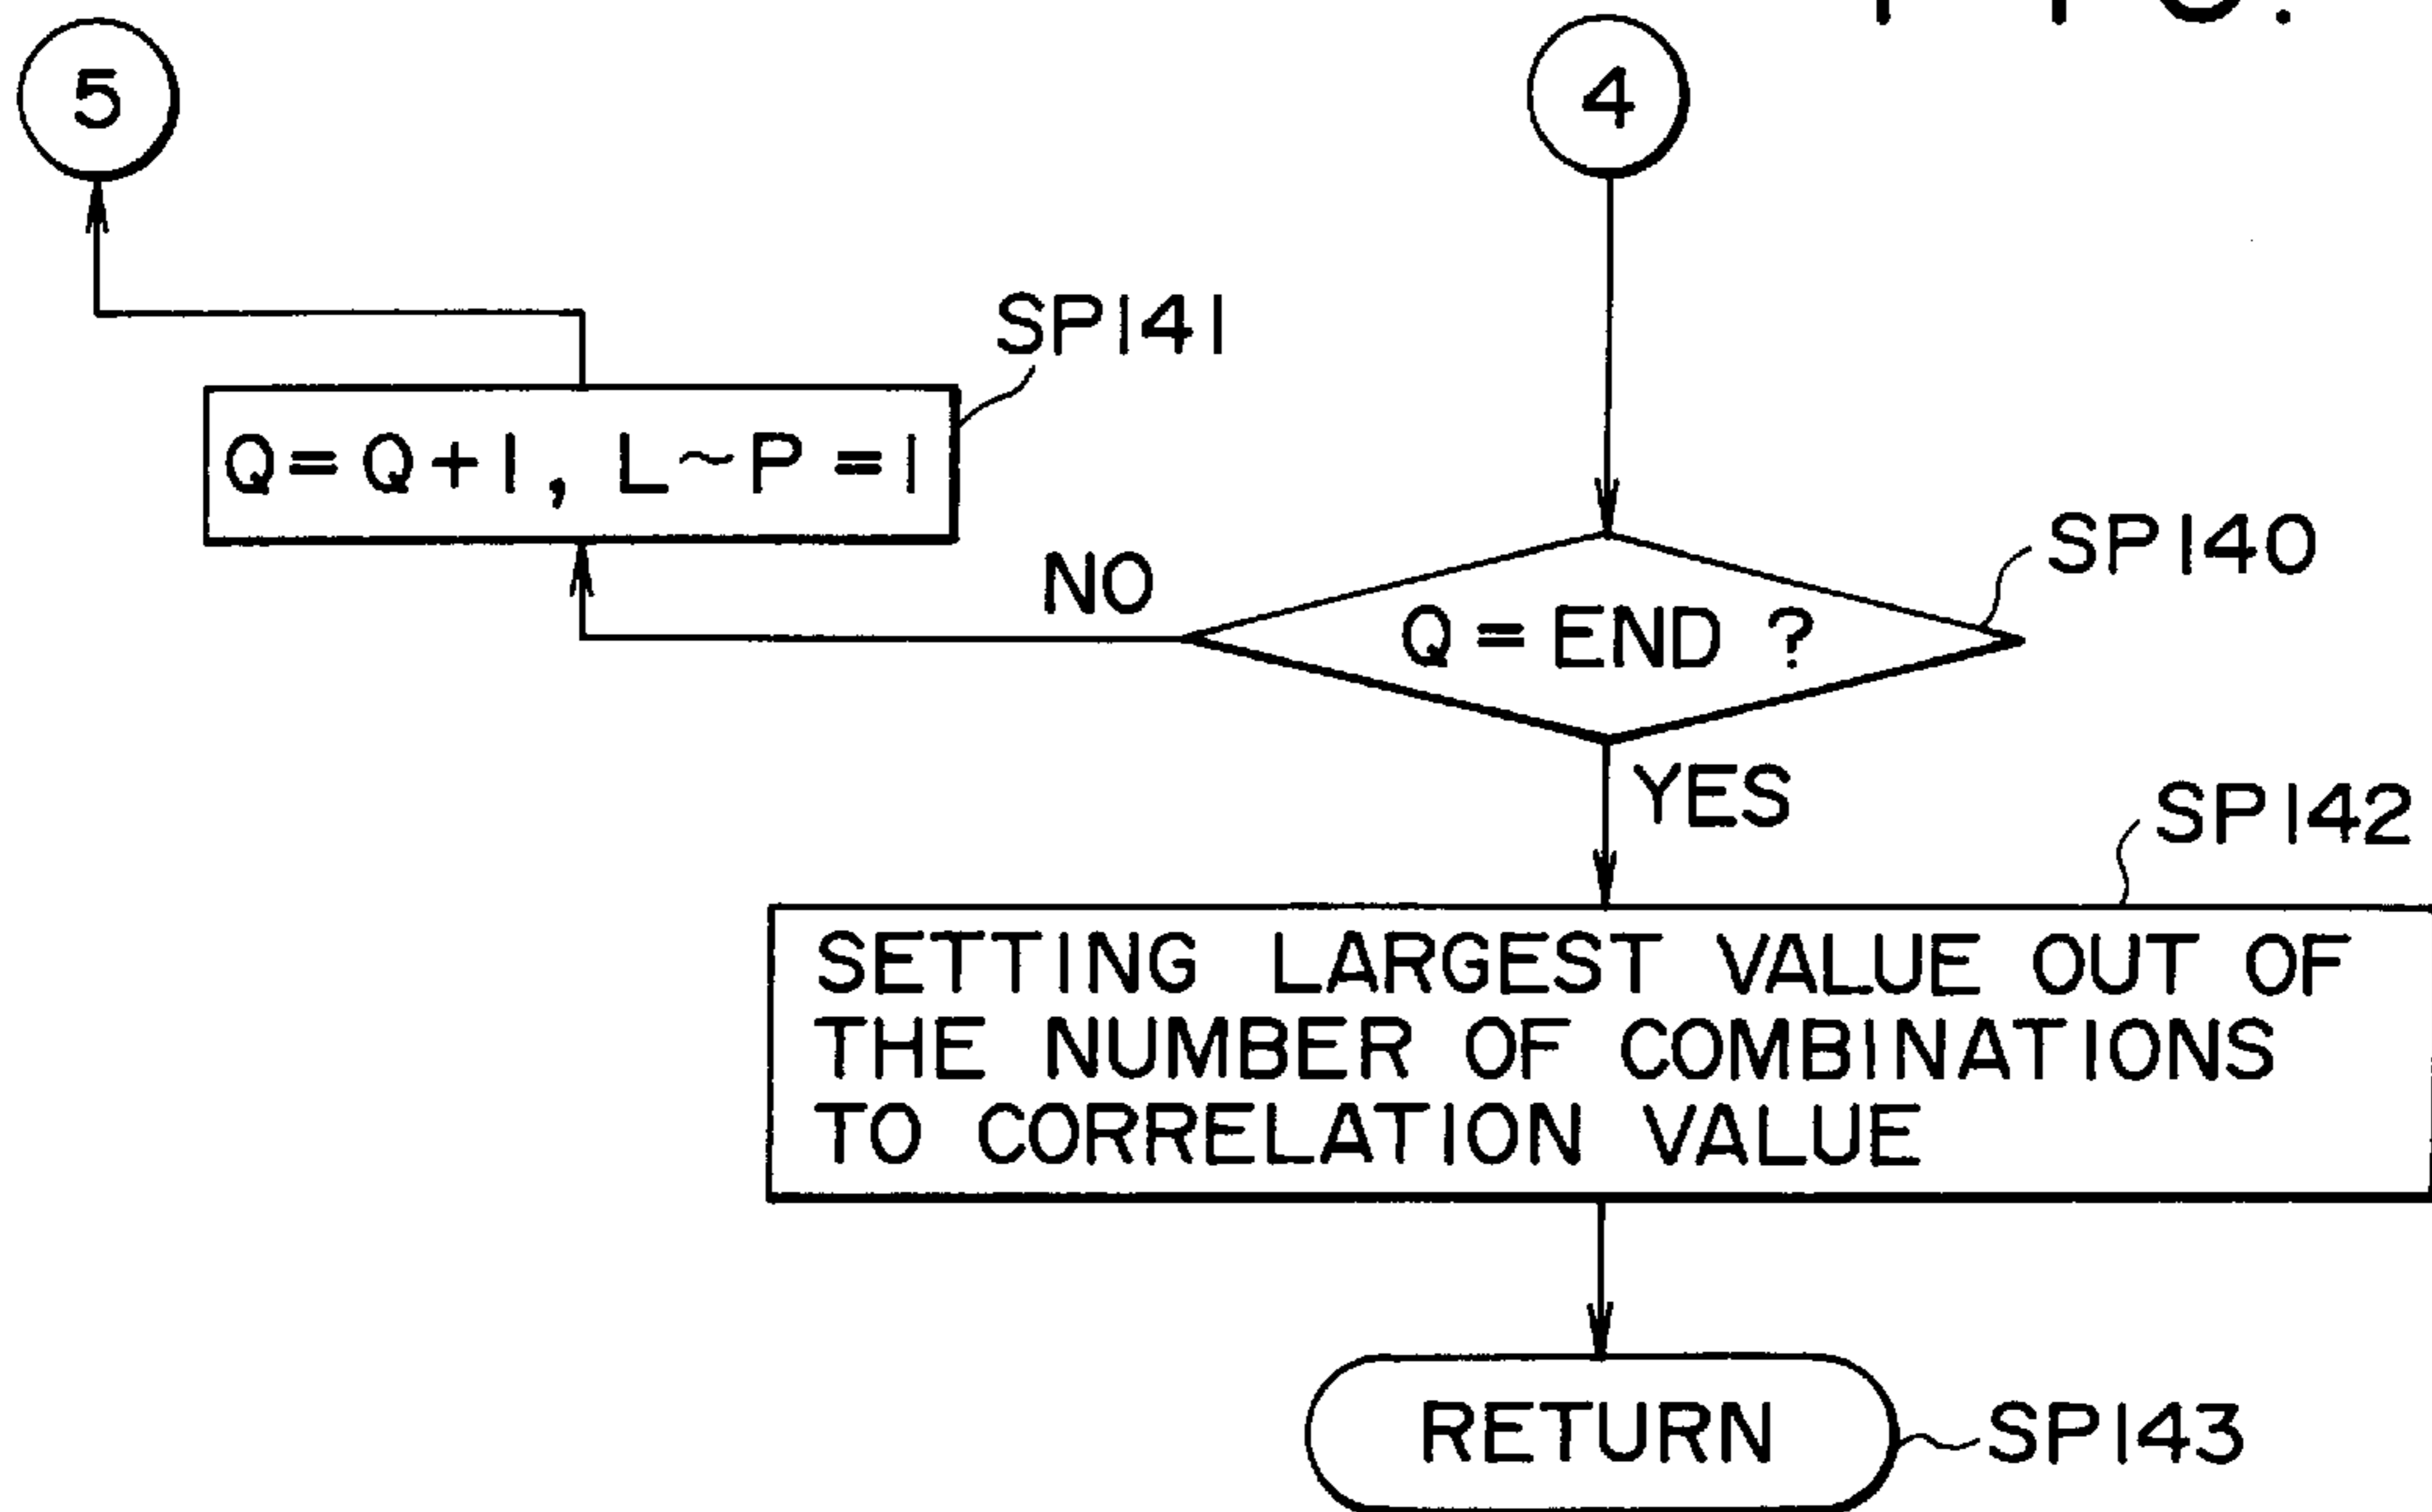 5
4
SP141
Q=Q+1, L~P=1
NO
SP140
Q=END ?
YES
SP142
SETTING LARGEST VALUE OUT OF
THE NUMBER OF COMBINATIONS
TO CORRELATION VALUE
RETURN
SP143